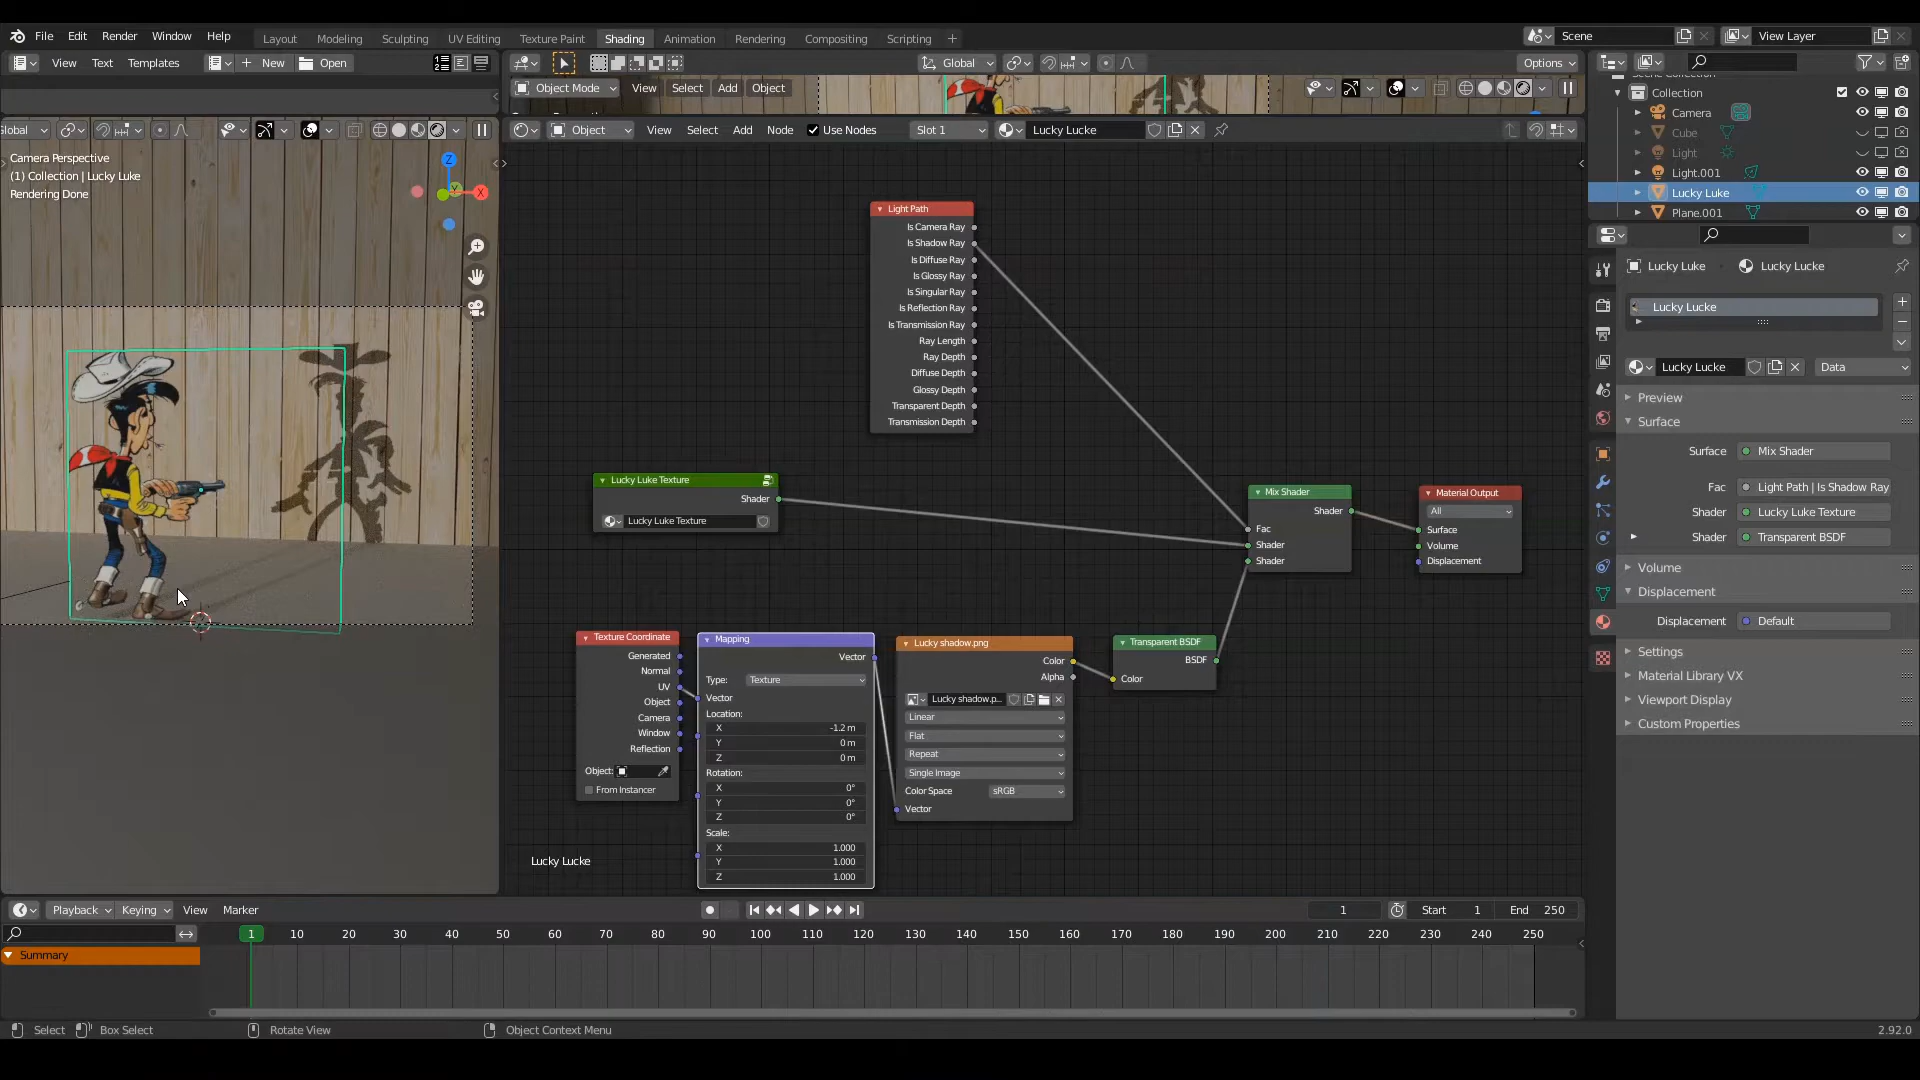 File Edit Render Window Help Layout Modeling Sculpting UV Editing Texture Paint Shading Animation Rendering Compositing Scripting + Scene View Layer
View Text Templates New Open Global Options
Object Mode View Select Add Object
lobal Object View Select Add Node Object Use Nodes Slot 1 Lucky Lucke
Scene Collection
Collection
Camera
Cube
Light
Light.001
Lucky Luke
Plane.001
Camera Perspective
(1) Collection | Lucky Luke
Rendering Done
Z
Y
X
Light Path
Is Camera Ray
Is Shadow Ray
Is Diffuse Ray
Is Glossy Ray
Is Singular Ray
Is Reflection Ray
Is Transmission Ray
Ray Length
Ray Depth
Diffuse Depth
Glossy Depth
Transparent Depth
Transmission Depth
Lucky Luke Texture
Shader
Lucky Luke Texture
Mix Shader
Shader
Fac
Shader
Shader
Material Output
All
Surface
Volume
Displacement
Texture Coordinate
Generated
Normal
UV
Object
Camera
Window
Reflection
Object:
From Instancer
Mapping
Vector
Type: Texture
Vector
Location:
X -1.2 m
Y 0 m
Z 0 m
Rotation:
X 0°
Y 0°
Z 0°
Scale:
X 1.000
Y 1.000
Z 1.000
Lucky shadow.png
Color
Alpha
Lucky shadow.p...
Linear
Flat
Repeat
Single Image
Color Space sRGB
Vector
Transparent BSDF
BSDF
Color
Lucky Lucke
Lucky Luke Lucky Lucke
Lucky Lucke
Lucky Lucke Data
Preview
Surface
Surface Mix Shader
Fac Light Path | Is Shadow Ray
Shader Lucky Luke Texture
Shader Transparent BSDF
Volume
Displacement
Displacement Default
Settings
Material Library VX
Viewport Display
Custom Properties
Playback Keying View Marker 1 Start 1 End 250
1 10 20 30 40 50 60 70 80 90 100 110 120 130 140 150 160 170 180 190 200 210 220 230 240 250
Summary
Select Box Select Rotate View Object Context Menu 2.92.0